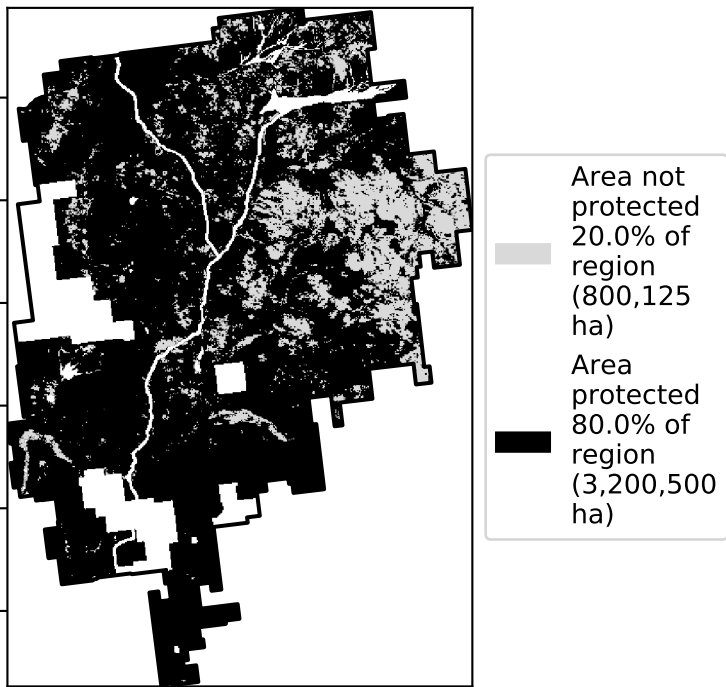 Area not
protected
20.0% of
region
(800,125
ha)
Area
protected
80.0% of
region
(3,200,500
ha)